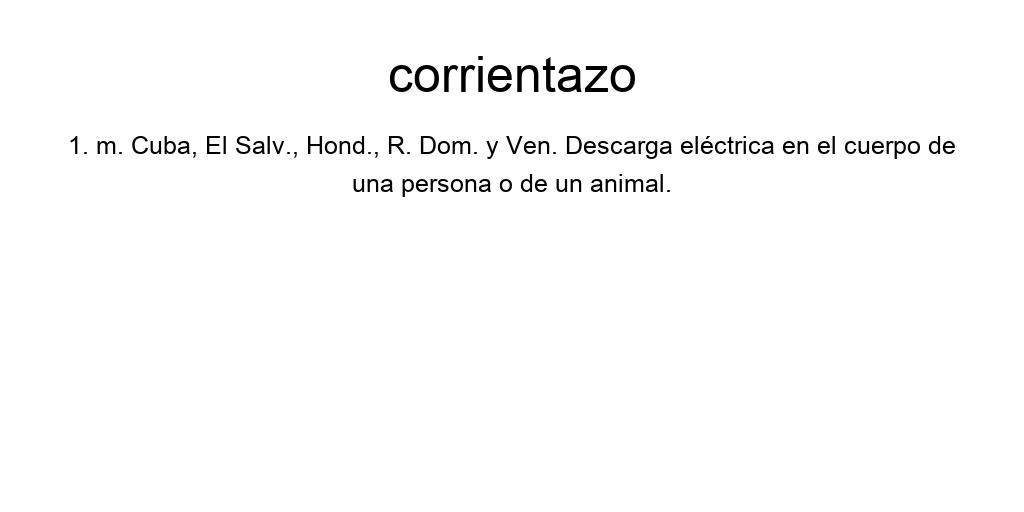 corrientazo
1. m. Cuba, El Salv., Hond., R. Dom. y Ven. Descarga eléctrica en el cuerpo de
una persona o de un animal.